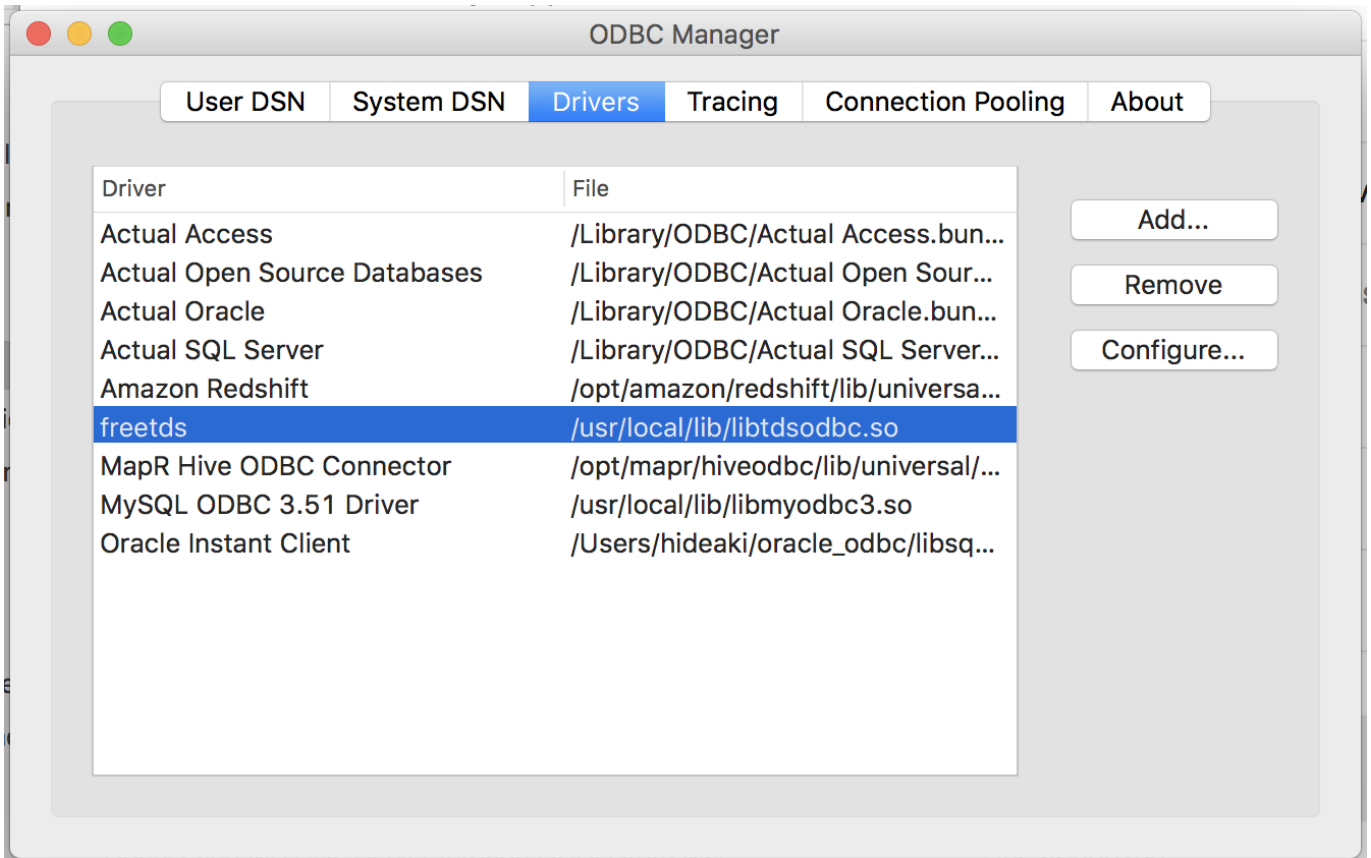 ODBC Manager
User DSN System DSN Drivers Tracing Connection Pooling About
Driver File
Actual Access /Library/ODBC/Actual Access.bun...
Actual Open Source Databases /Library/ODBC/Actual Open Sour...
Actual Oracle /Library/ODBC/Actual Oracle.bun...
Actual SQL Server /Library/ODBC/Actual SQL Server...
Amazon Redshift /opt/amazon/redshift/lib/universa...
freetds /usr/local/lib/libtdsodbc.so
MapR Hive ODBC Connector /opt/mapr/hiveodbc/lib/universal/...
MySQL ODBC 3.51 Driver /usr/local/lib/libmyodbc3.so
Oracle Instant Client /Users/hideaki/oracle_odbc/libsq...
Add...
Remove
Configure...